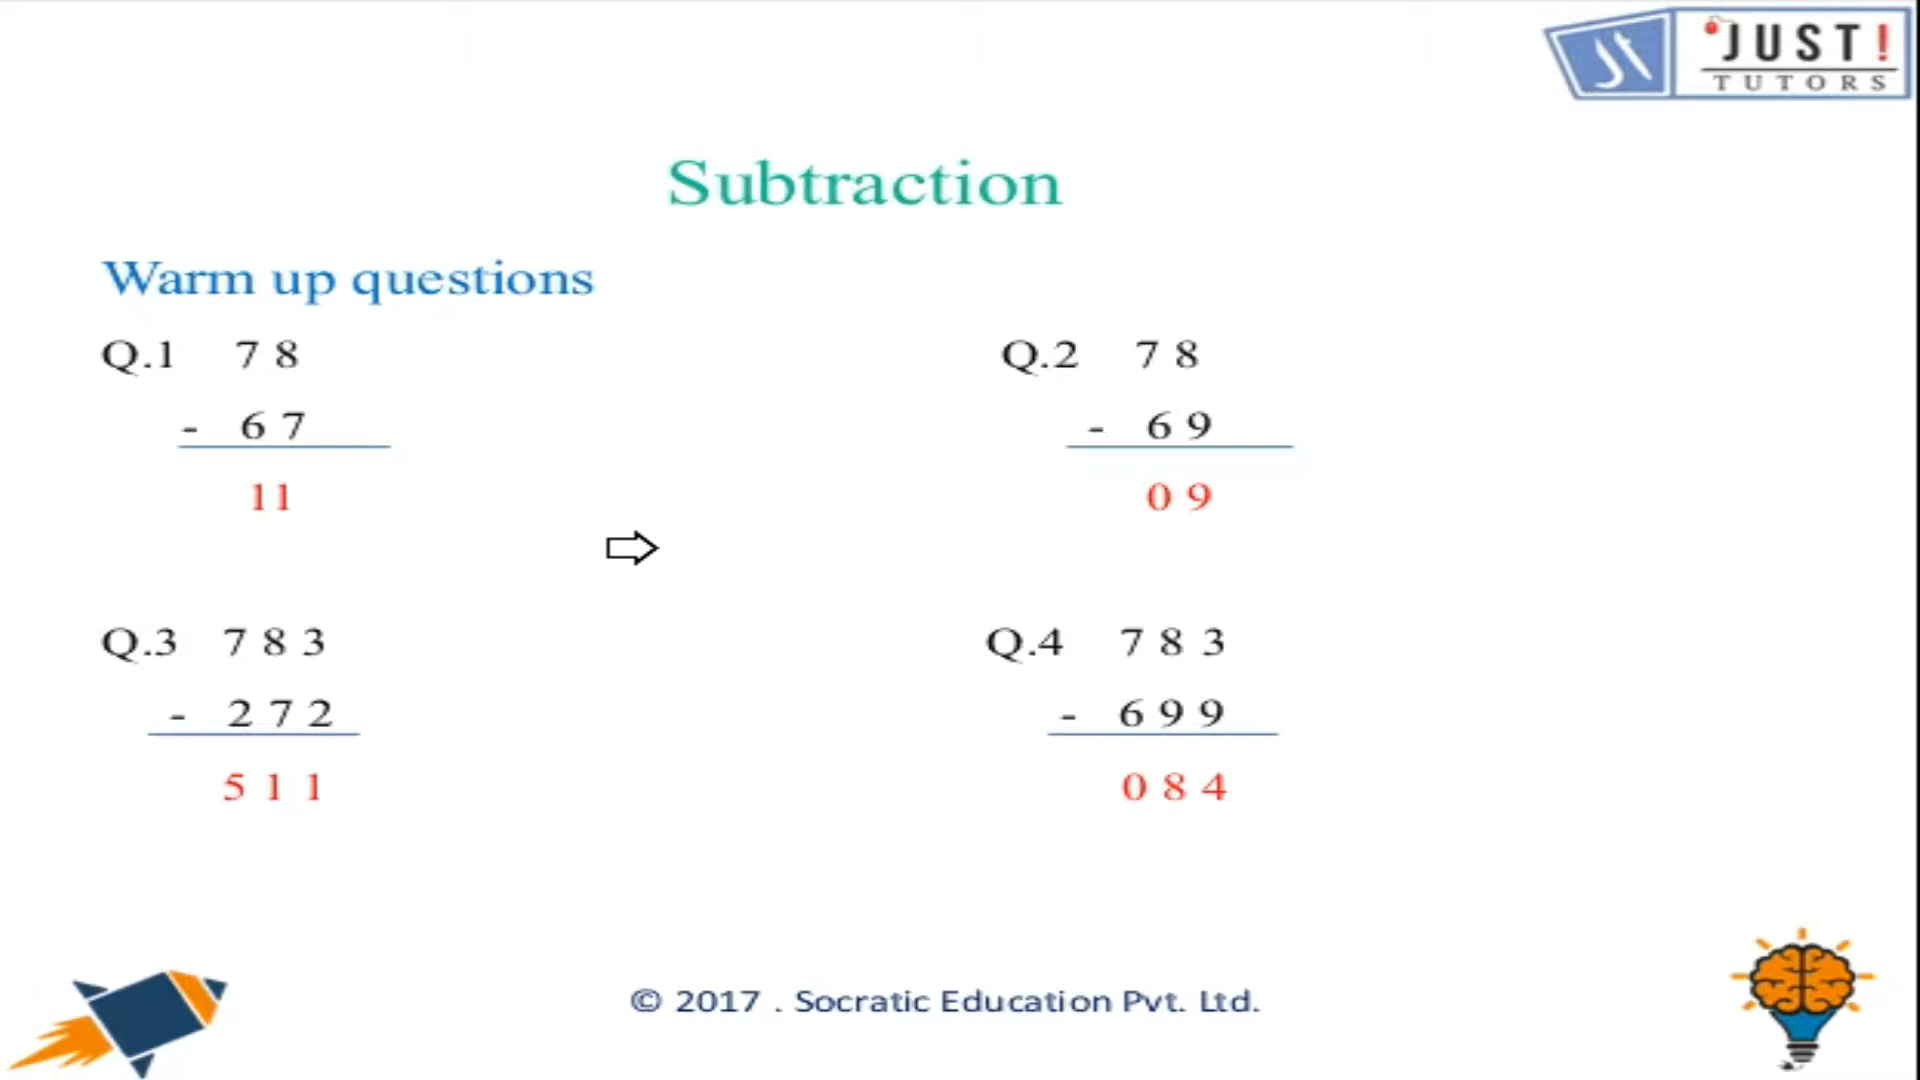 JUST!
TUTORS
Subtraction
Warm up questions
Q.1 7 8
- 6 7
11
Q.2 7 8
- 6 9
0 9
Q.3 7 8 3
- 2 7 2
5 1 1
Q.4 7 8 3
- 6 9 9
0 8 4
© 2017 . Socratic Education Pvt. Ltd.